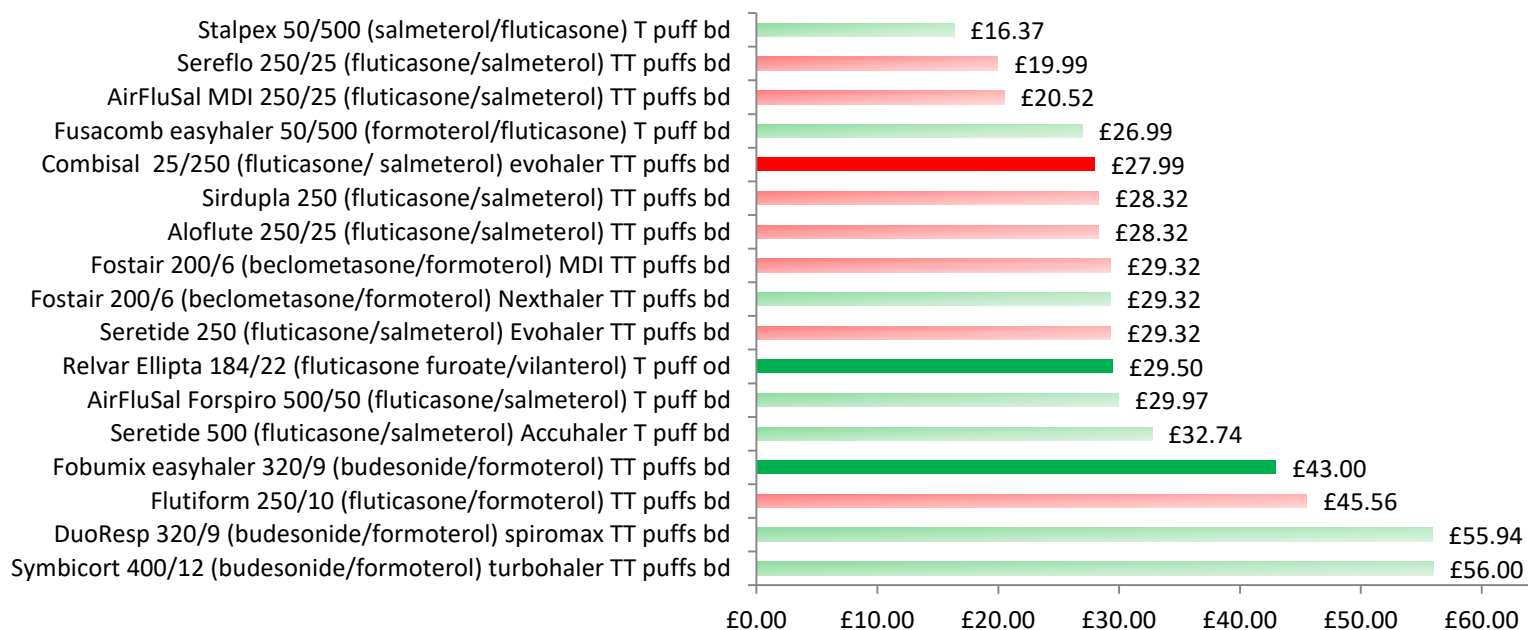 Stalpex 50/500 (salmeterol/fluticasone) T puff bd £16.37
Sereflo 250/25 (fluticasone/salmeterol) TT puffs bd £19.99
AirFluSal MDI 250/25 (fluticasone/salmeterol) TT puffs bd £20.52
Fusacomb easyhaler 50/500 (formoterol/fluticasone) T puff bd £26.99
Combisal  25/250 (fluticasone/ salmeterol) evohaler TT puffs bd £27.99
Sirdupla 250 (fluticasone/salmeterol) TT puffs bd £28.32
Aloflute 250/25 (fluticasone/salmeterol) TT puffs bd £28.32
Fostair 200/6 (beclometasone/formoterol) MDI TT puffs bd £29.32
Fostair 200/6 (beclometasone/formoterol) Nexthaler TT puffs bd £29.32
Seretide 250 (fluticasone/salmeterol) Evohaler TT puffs bd £29.32
Relvar Ellipta 184/22 (fluticasone furoate/vilanterol) T puff od £29.50
AirFluSal Forspiro 500/50 (fluticasone/salmeterol) T puff bd £29.97
Seretide 500 (fluticasone/salmeterol) Accuhaler T puff bd £32.74
Fobumix easyhaler 320/9 (budesonide/formoterol) TT puffs bd £43.00
Flutiform 250/10 (fluticasone/formoterol) TT puffs bd £45.56
DuoResp 320/9 (budesonide/formoterol) spiromax TT puffs bd £55.94
Symbicort 400/12 (budesonide/formoterol) turbohaler TT puffs bd £56.00
£0.00 £10.00 £20.00 £30.00 £40.00 £50.00 £60.00